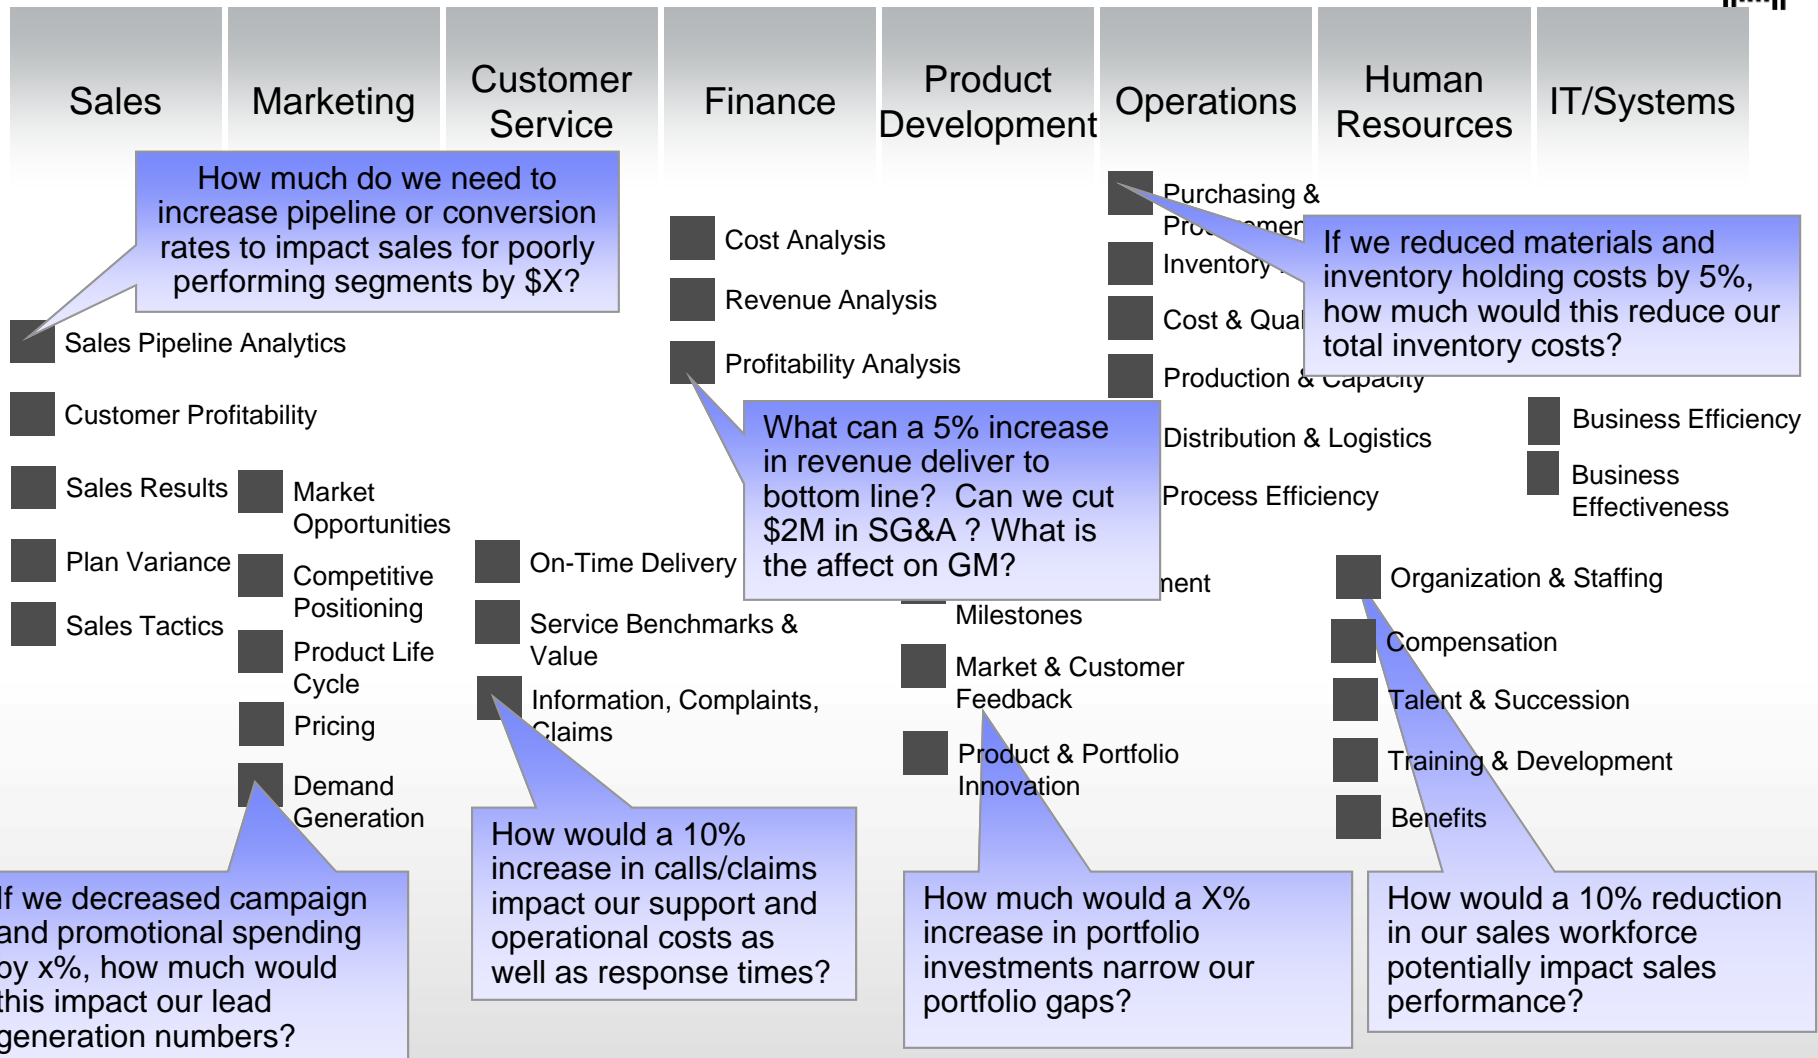 Sales
Marketing
Customer
Service
Finance
Product
Development
Operations
Human
Resources
IT/Systems
How much do we need to
increase pipeline or conversion
rates to impact sales for poorly
performing segments by $X?
Sales Pipeline Analytics
Customer Profitability
Sales Results
Plan Variance
Sales Tactics
Market
Opportunities
Competitive
Positioning
Product Life
Cycle
Pricing
Demand
Generation
If we decreased campaign
and promotional spending
by x%, how much would
this impact our lead
generation numbers?
On-Time Delivery
Service Benchmarks &
Value
Information, Complaints,
Claims
How would a 10%
increase in calls/claims
impact our support and
operational costs as
well as response times?
Cost Analysis
Revenue Analysis
Profitability Analysis
What can a 5% increase
in revenue deliver to
bottom line?  Can we cut
$2M in SG&A ? What is
the affect on GM?
Milestones
Market & Customer
Feedback
Product & Portfolio
Innovation
How much would a X%
increase in portfolio
investments narrow our
portfolio gaps?
Purchasing &
Inventory
Cost &
Production & Capacity
Distribution & Logistics
Process Efficiency
If we reduced materials and
inventory holding costs by 5%,
how much would this reduce our
total inventory costs?
Organization & Staffing
Compensation
Talent & Succession
Training & Development
Benefits
How would a 10% reduction
in our sales workforce
potentially impact sales
performance?
Business Efficiency
Business
Effectiveness